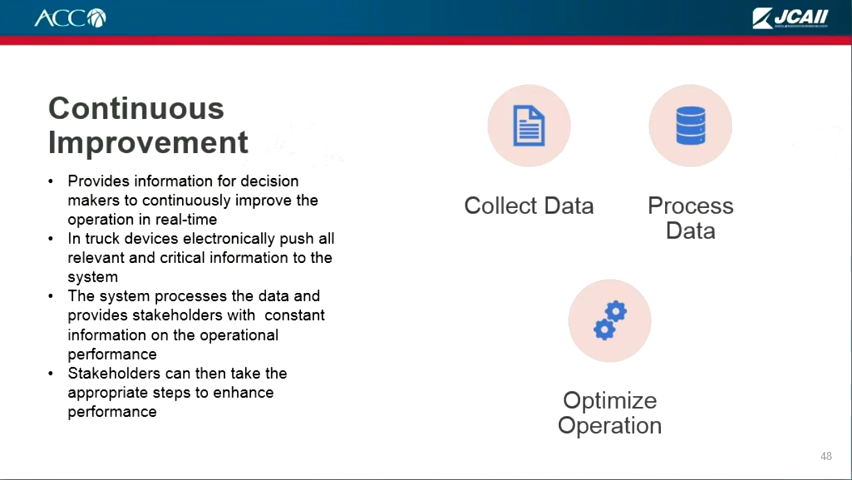 ACC
JCAII
Continuous
Improvement
• Provides information for decision
makers to continuously improve the
operation in real-time
• In truck devices electronically push all
relevant and critical information to the
system
• The system processes the data and
provides stakeholders with constant
information on the operational
performance
• Stakeholders can then take the
appropriate steps to enhance
performance
Collect Data
Process
Data
Optimize
Operation
48